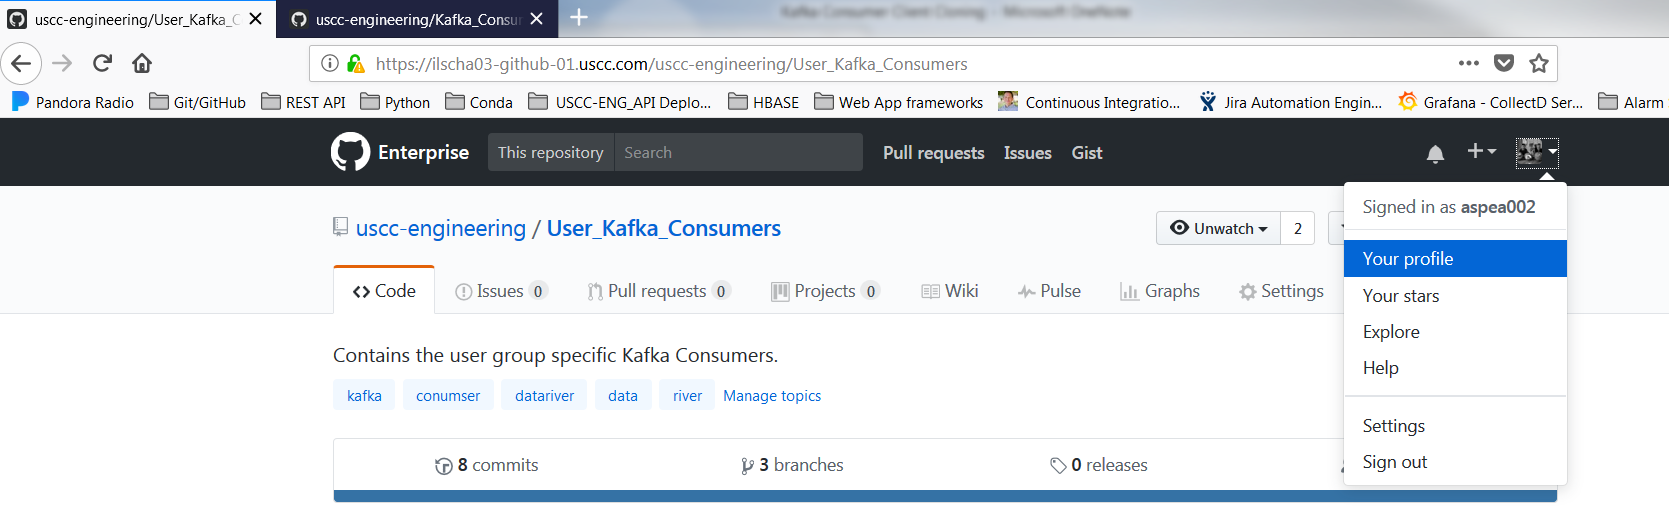 Kafka Consumer Client Cloning - Microsoft OneNote
uscc-engineering/User_Kafka_C
uscc-engineering/Kafka_Consu
https://ilscha03-github-01.uscc.com/uscc-engineering/User_Kafka_Consumers
Pandora Radio Git/GitHub REST API Python Conda USCC-ENG_API Deplo... HBASE Web App frameworks Continuous Integratio... Jira Automation Engin... Grafana - CollectD Ser... Alarm
Enterprise This repository Search Pull requests Issues Gist
Signed in as aspea002
Your profile
Your stars
Explore
Help
Settings
Sign out
uscc-engineering / User_Kafka_Consumers
Unwatch 2
Code Issues 0 Pull requests 0 Projects 0 Wiki Pulse Graphs Settings
Contains the user group specific Kafka Consumers.
kafka conumser datariver data river Manage topics
8 commits 3 branches 0 releases